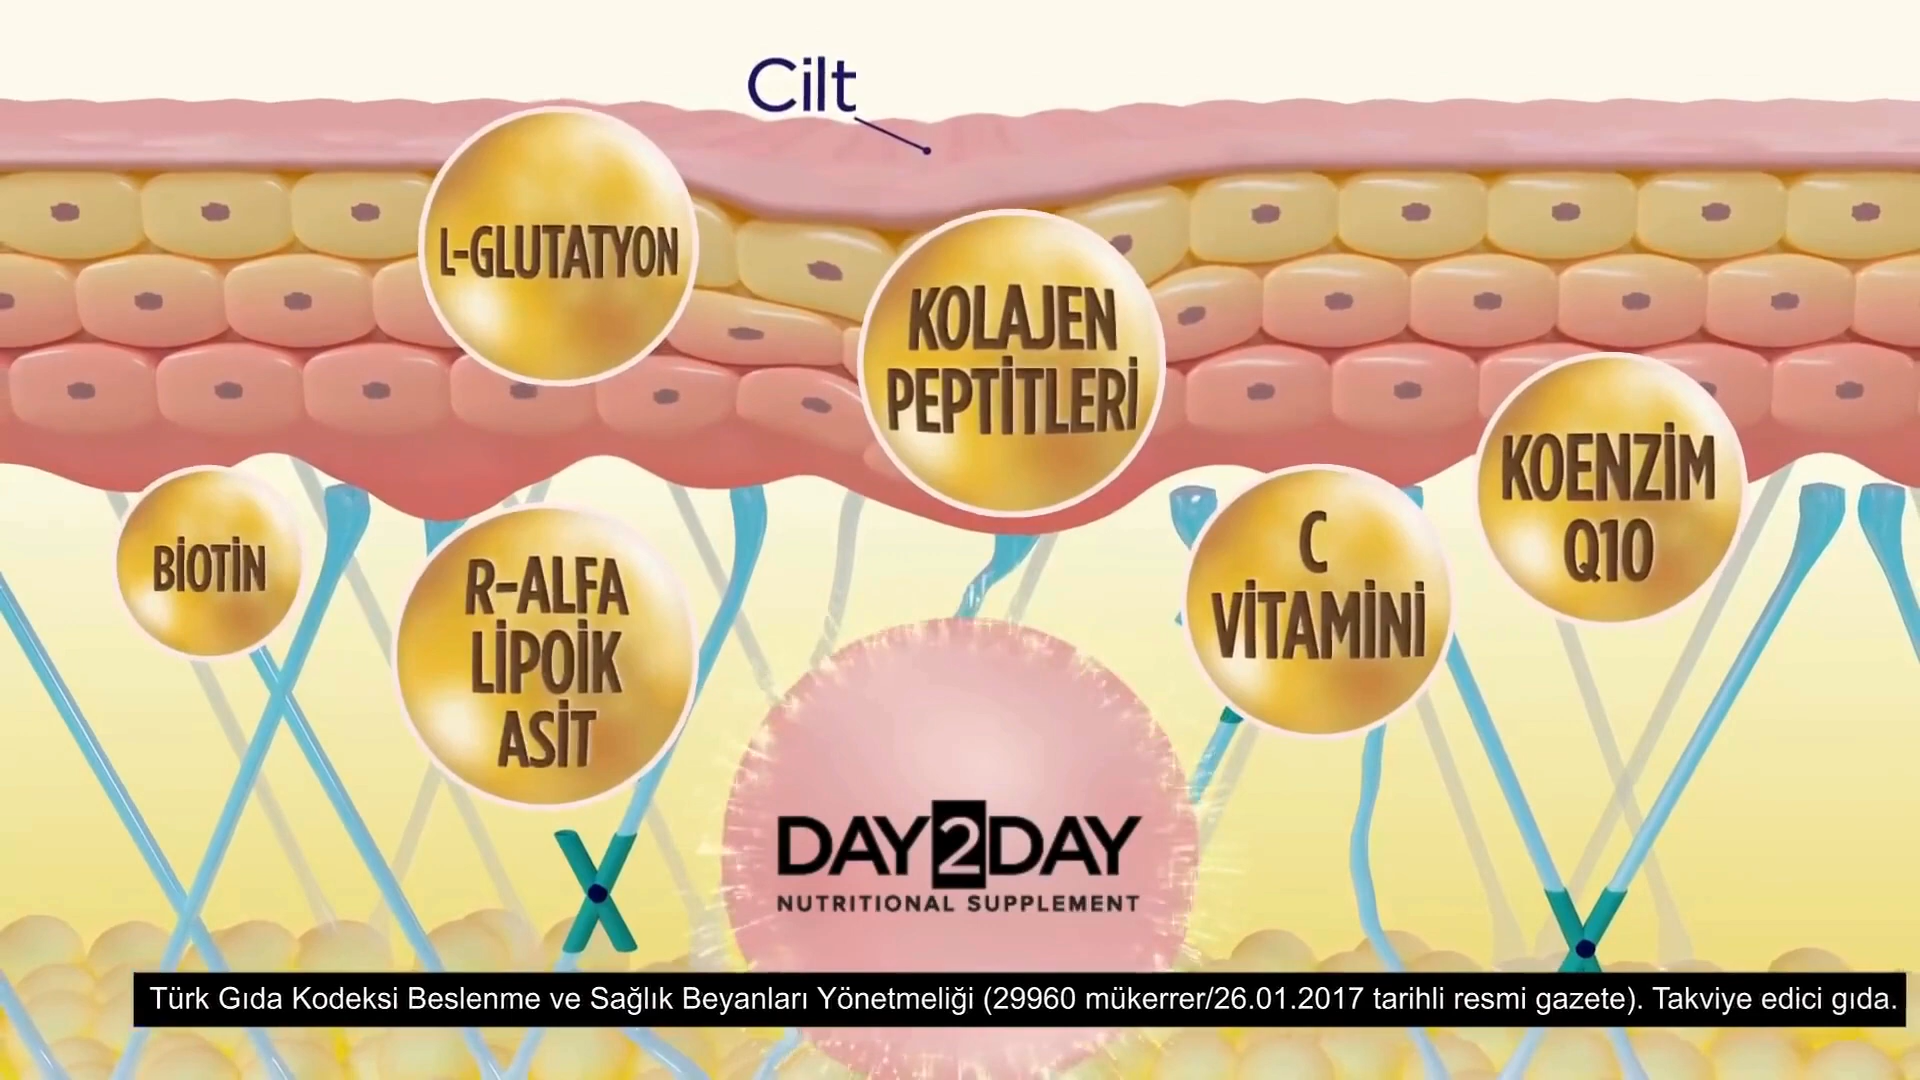 Cilt
L-GLUTATYON
KOLAJEN
PEPTİTLERİ
KOENZİM
Q10
BİOTİN
R-ALFA
LİPOİK
ASİT
C
VİTAMİNİ
DAY2DAY
NUTRITIONAL SUPPLEMENT
Türk Gıda Kodeksi Beslenme ve Sağlık Beyanları Yönetmeliği (29960 mükerrer/26.01.2017 tarihli resmi gazete). Takviye edici gıda.